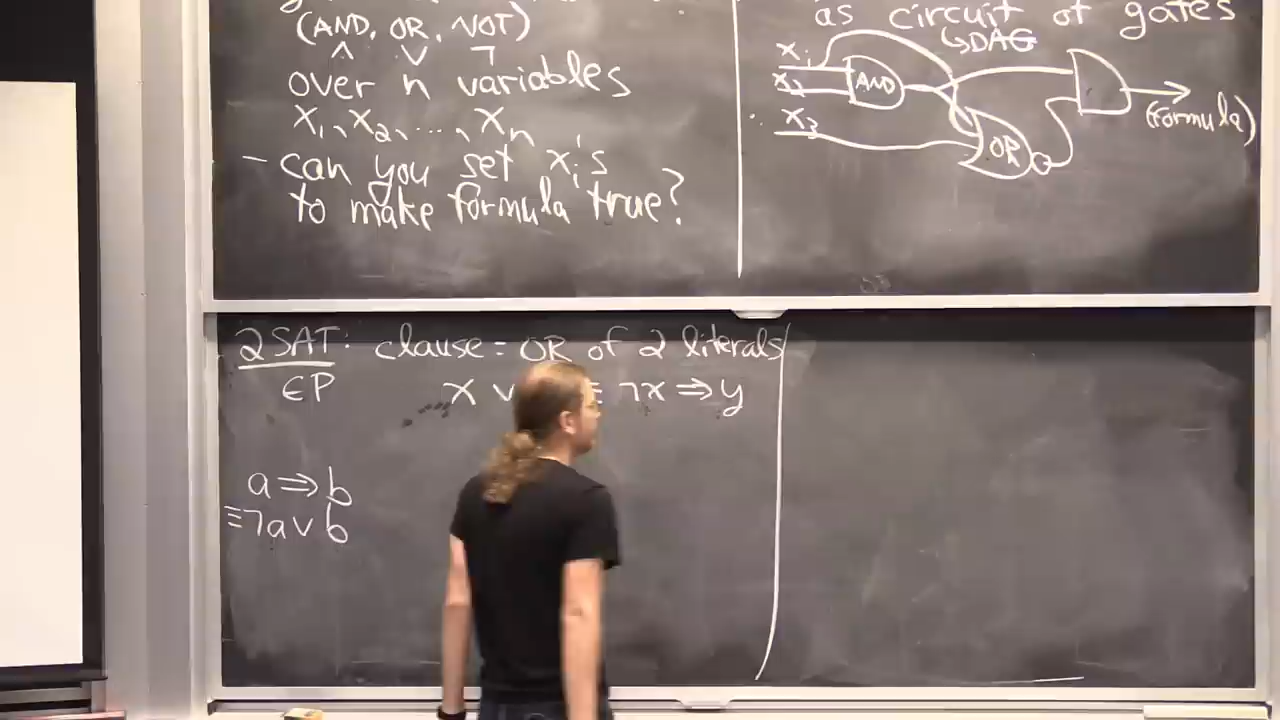 (AND, OR, NOT)
∧ ∨ ¬
over n variables
x₁, x₂, ..., xₙ
– can you set xᵢ's
to make formula true?
as circuit of gates
↳DAG
x₁
x₂
x₃
AND
OR
(formula)
2SAT: clause = OR of 2 literals
∈P
x ∨ ≡ ¬x ⇒ y
a ⇒ b
≡ ¬a ∨ b